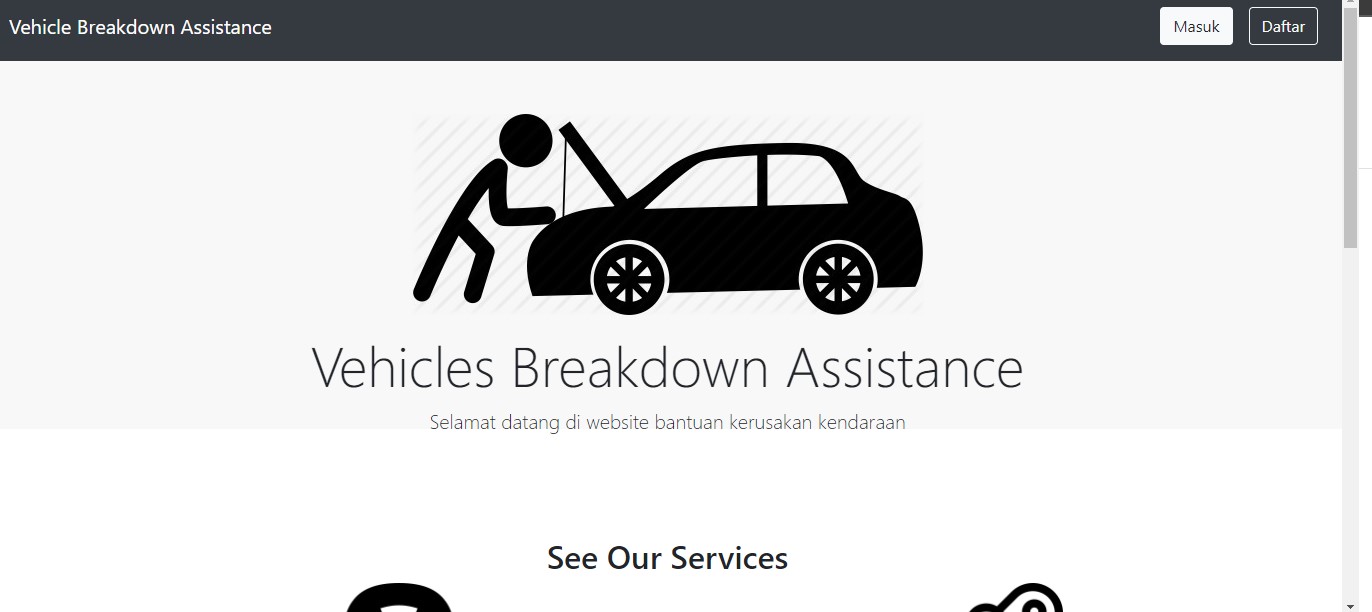 Vehicle Breakdown Assistance
Masuk
Daftar
Vehicles Breakdown Assistance
Selamat datang di website bantuan kerusakan kendaraan
See Our Services